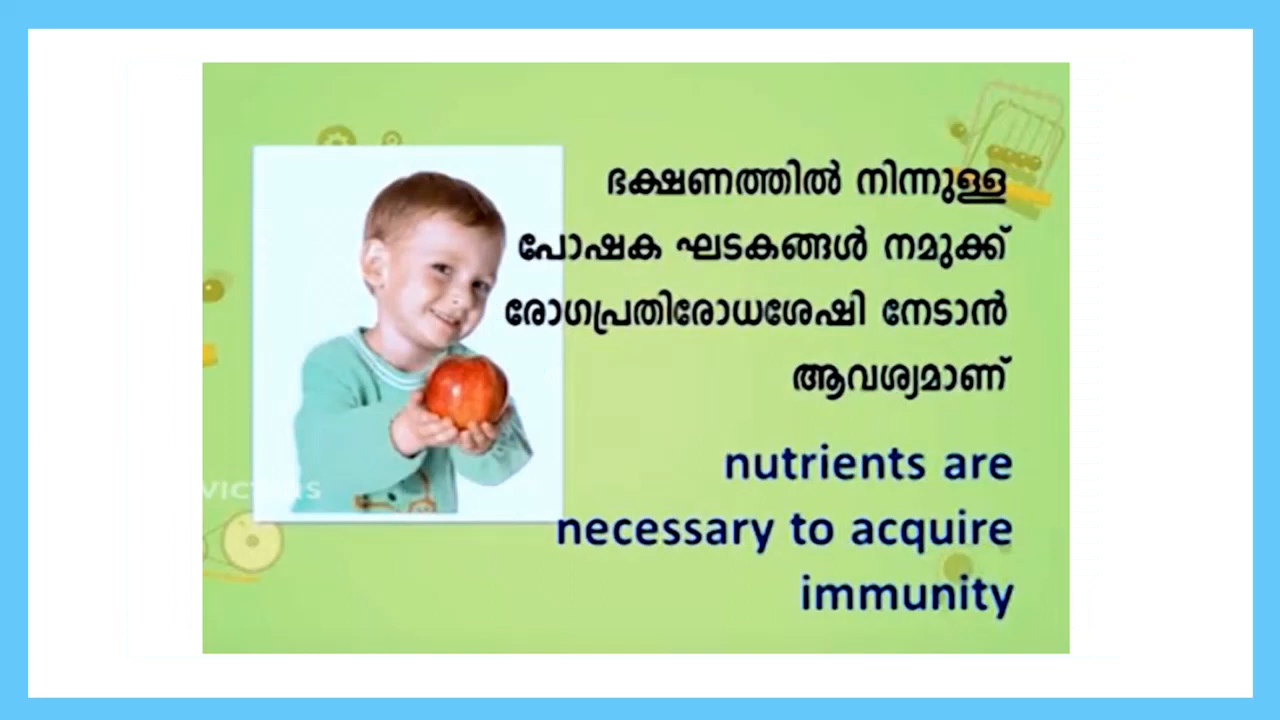 ഭക്ഷണത്തിൽ നിന്നുള്ള
പോഷക ഘടകങ്ങൾ നമുക്ക്
രോഗപ്രതിരോധശേഷി നേടാൻ
ആവശ്യമാണ്
nutrients are
necessary to acquire
immunity